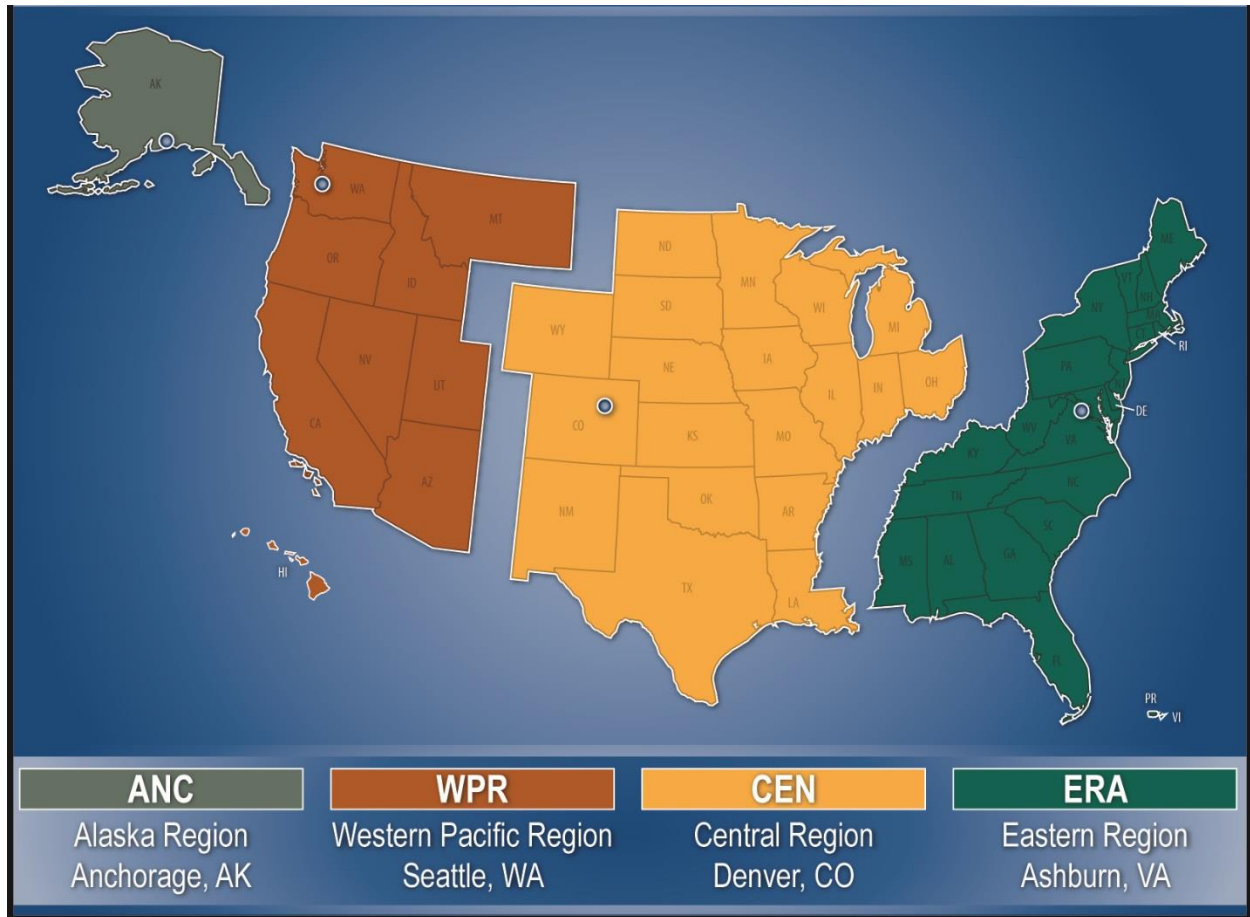 AK
WA
MT
OR
ID
NV
UT
CA
AZ
HI
ND
MN
SD
WI
MI
WY
IA
NE
IL
IN
OH
CO
KS
MO
NM
OK
AR
TX
LA
ME
VT
NH
NY
MA
CT
RI
PA
NJ
DE
WV
VA
KY
NC
TN
SC
MS
AL
GA
FL
PR
VI
ANC
Alaska Region
Anchorage, AK
WPR
Western Pacific Region
Seattle, WA
CEN
Central Region
Denver, CO
ERA
Eastern Region
Ashburn, VA